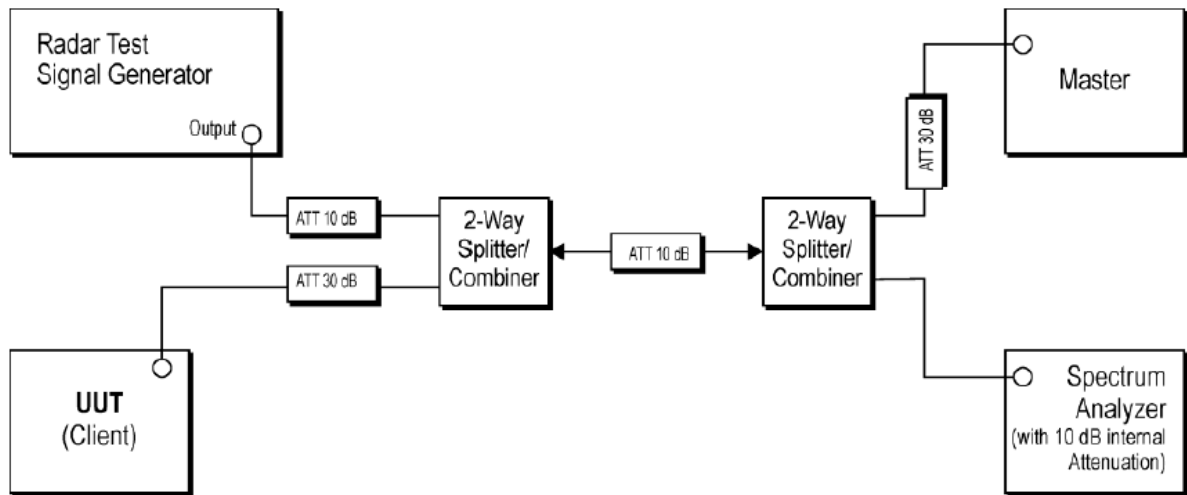 Radar Test
Signal Generator
Output
ATT 10 dB
2-Way
Splitter/
Combiner
ATT 30 dB
UUT
(Client)
ATT 10 dB
2-Way
Splitter/
Combiner
ATT 30 dB
Master
Spectrum
Analyzer
(with 10 dB internal
Attenuation)